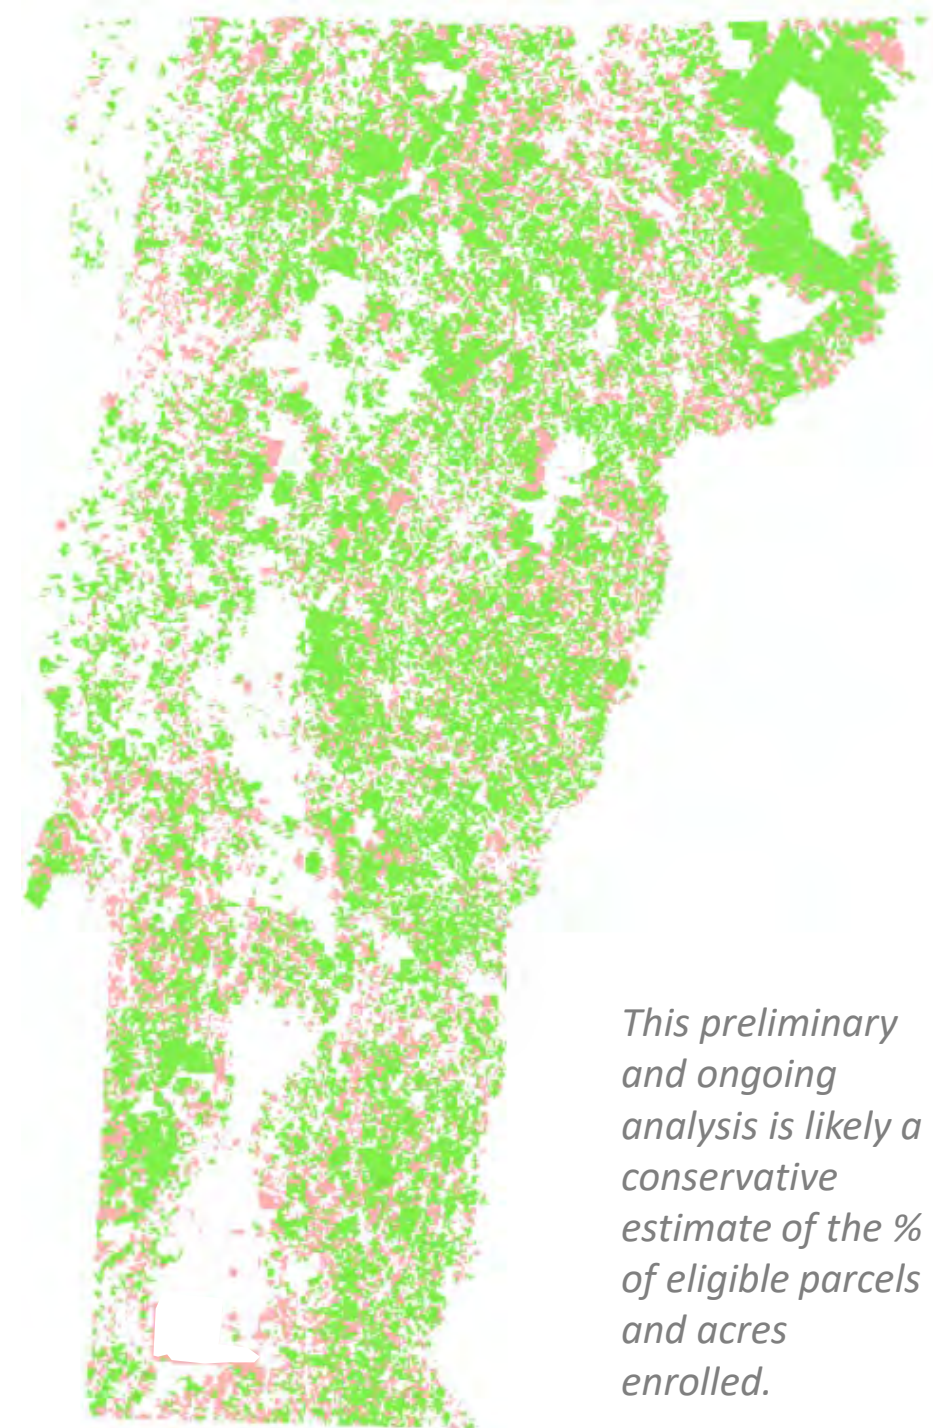 This preliminary
and ongoing
analysis is likely a
conservative
estimate of the %
of eligible parcels
and acres
enrolled.